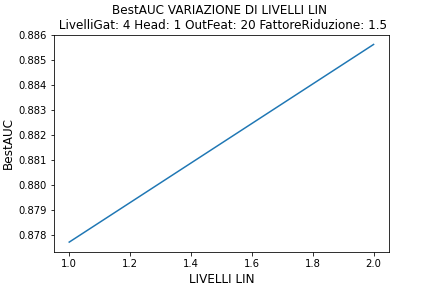 BestAUC VARIAZIONE DI LIVELLI LIN
LivelliGat: 4 Head: 1 OutFeat: 20 FattoreRiduzione: 1.5
0.886
0.885
0.884
0.883
0.882
0.881
0.880
0.879
0.878
BestAUC
1.0 1.2 1.4 1.6 1.8 2.0
LIVELLI LIN